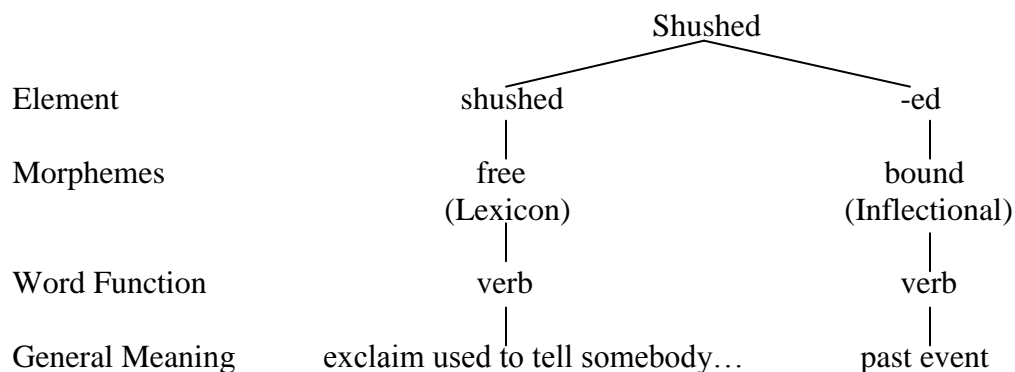 Shushed
Element shushed -ed
Morphemes free bound
(Lexicon) (Inflectional)
Word Function verb verb
General Meaning exclaim used to tell somebody… past event